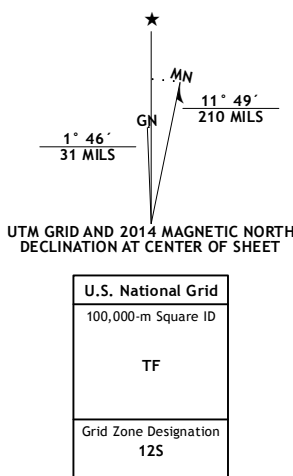 ★
MN
GN
11° 49´
210 MILS
1° 46´
31 MILS
UTM GRID AND 2014 MAGNETIC NORTH
DECLINATION AT CENTER OF SHEET
U.S. National Grid
100,000-m Square ID
TF
Grid Zone Designation
12S